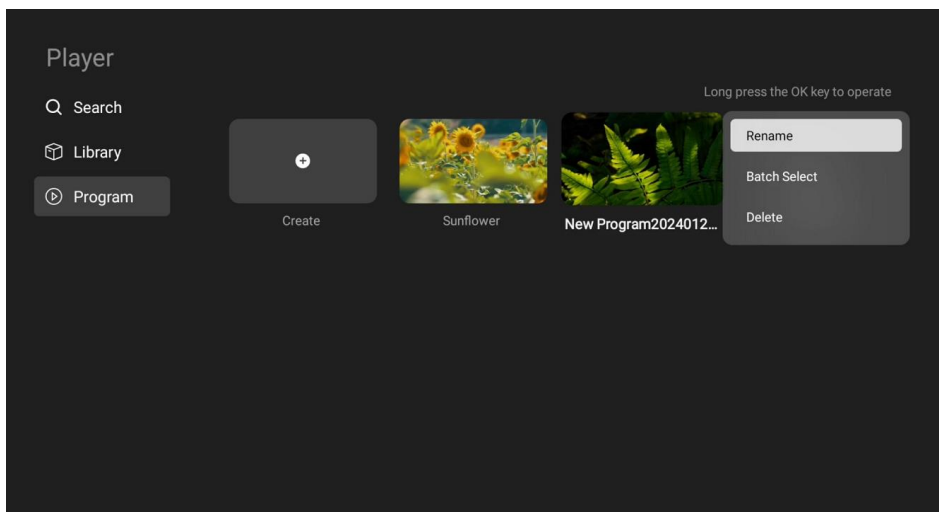 Player
Search
Library
Program
Long press the OK key to operate
Create
Sunflower
New Program2024012...
Rename
Batch Select
Delete